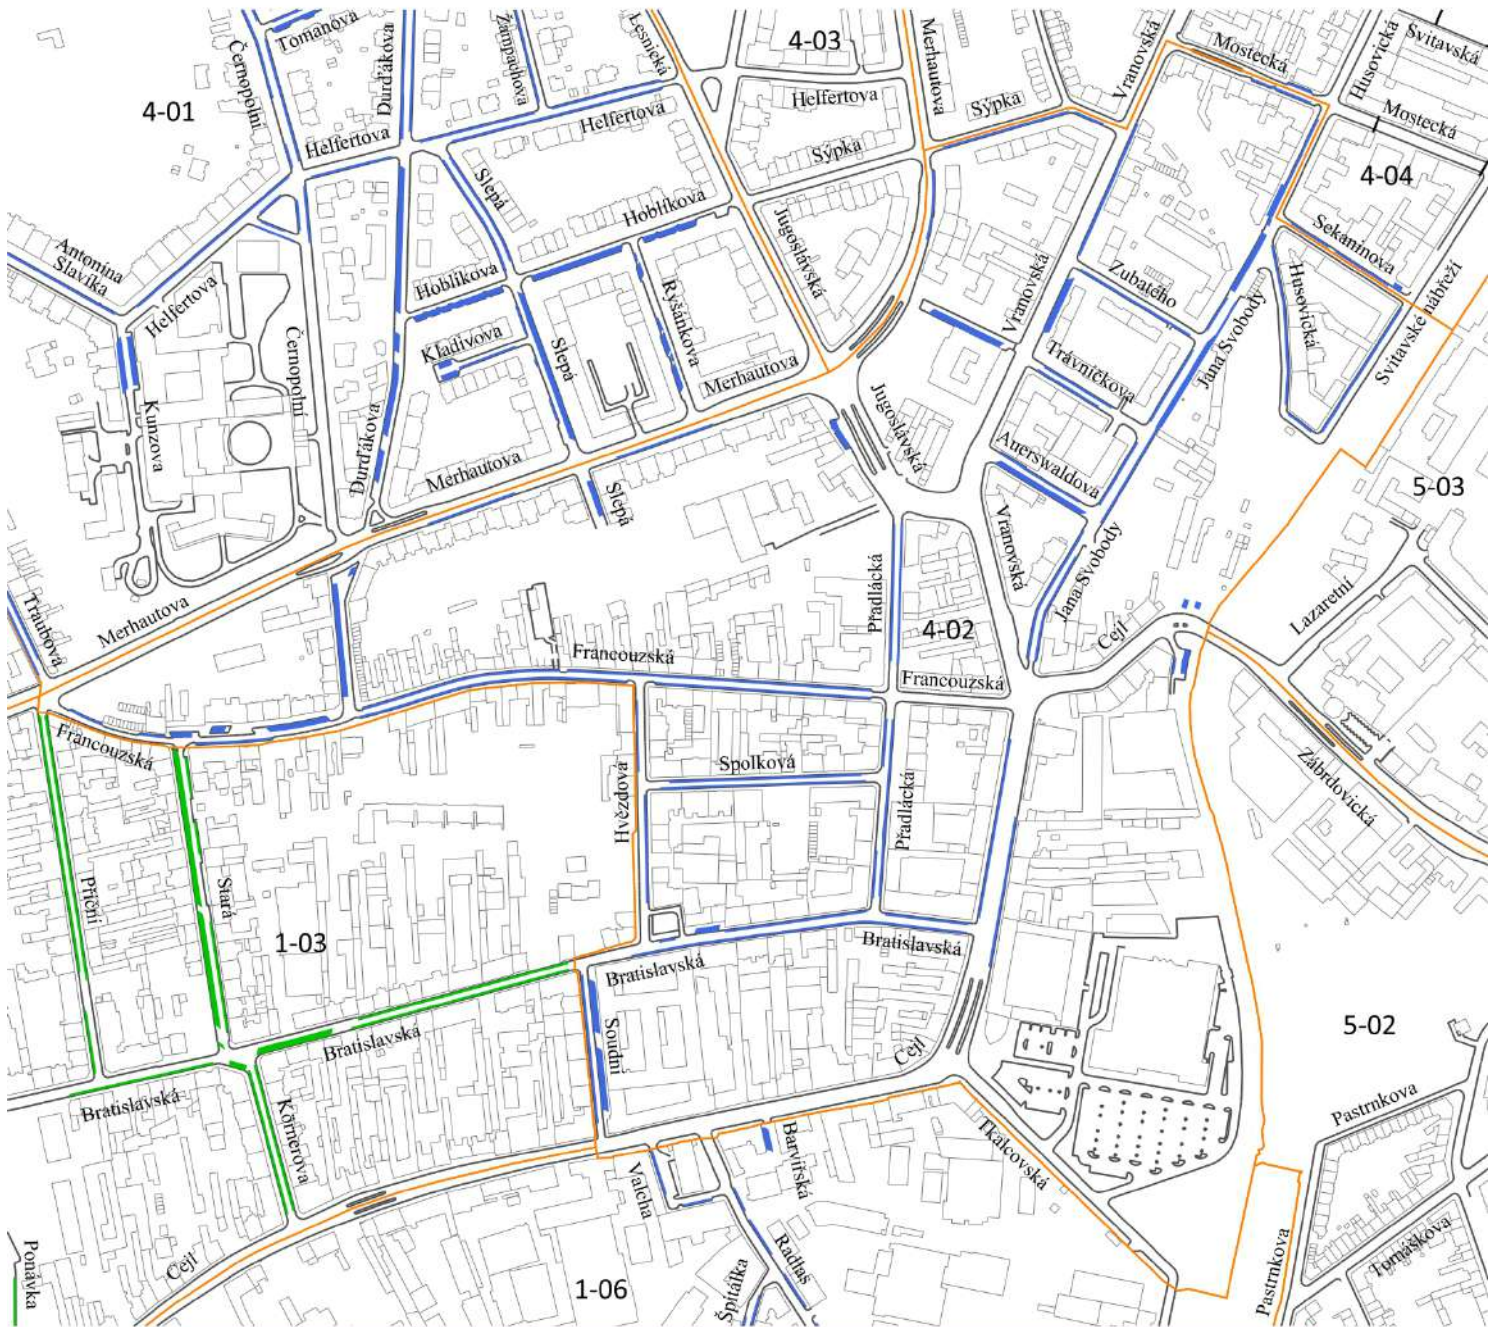 Tomanova
Černopolní
Durďákova
Zampachova
Lesnická
4-03
Merhautova
Vranovská
Mostecká
Husovická
Svitavská
4-01
Helfertova
Helfertova
Helfertova
Sýpka
Mostecká
Sýpka
4-04
Slepá
Hoblíkova
Jugoslávská
Sekaninova
Antonína
Slavíka
Helfertova
Hoblíkova
Ryšánkova
Vranovská
Zubatého
Husovická
Svitavské nábřeží
Kladivova
Slepá
Merhautova
Trávníčkova
Jana Svobody
Černopolní
Kunzova
Durďákova
Merhautova
Jugoslávská
Auerswaldova
5-03
Slepá
Vranovská
Jana Svobody
Traubova
Merhautova
Přadlácká
Lazaretní
4-02
Cejl
Francouzská
Francouzská
Francouzská
Spolková
Hvězdová
Přadlácká
Zábrdovická
Příční
Stará
1-03
Bratislavská
Bratislavská
Bratislavská
Soudní
Cejl
5-02
Bratislavská
Körnerova
Pastrnkova
Valcha
Barvířská
Tkalcovská
Ponávka
Cejl
Radlas
Špitálka
1-06
Pastrnkova
Tomáškova